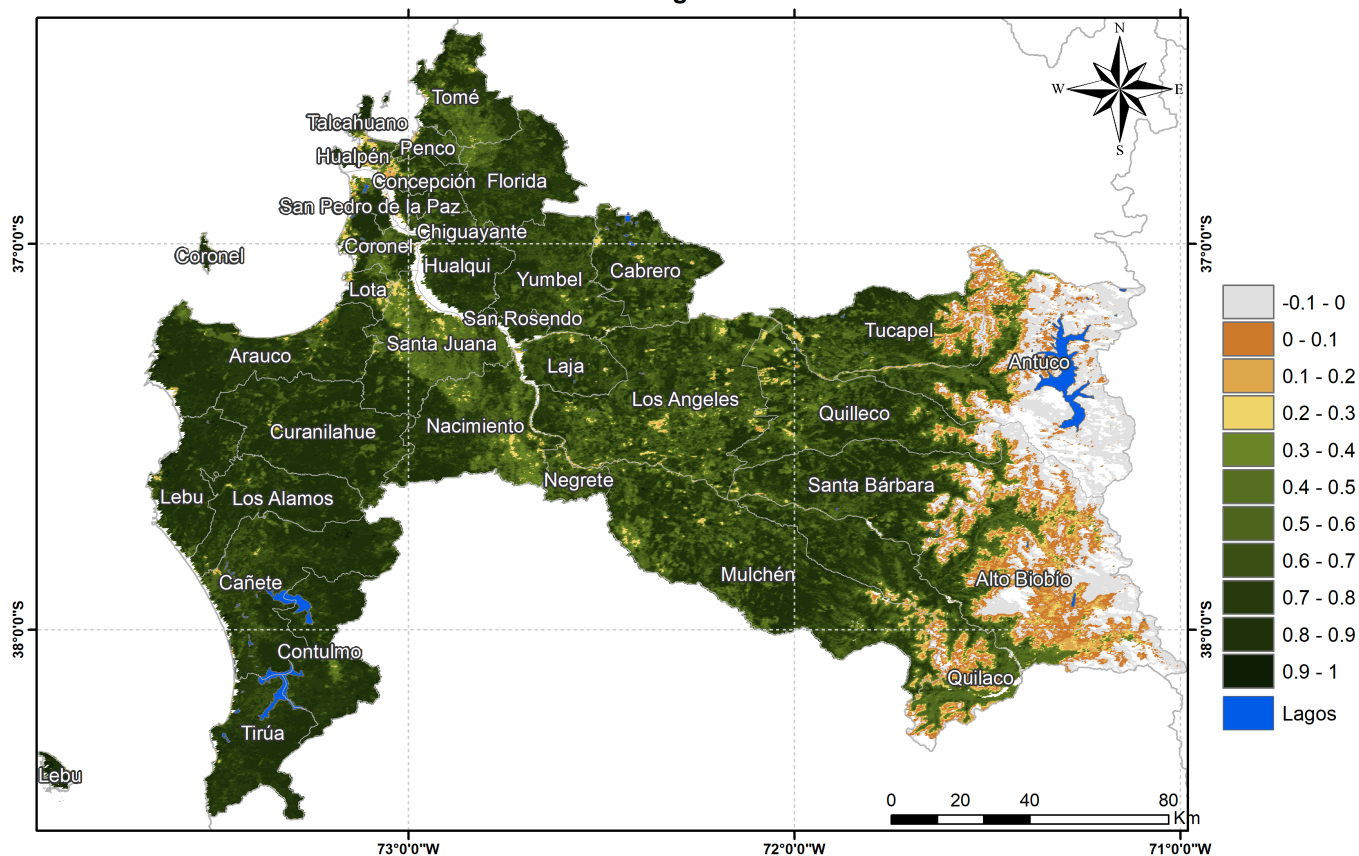 N
W
E
S
Tomé
Talcahuano
Penco
Hualpén
Concepción
Florida
San Pedro de la Paz
Chiguayante
Coronel
Coronel
Hualqui
Yumbel
Cabrero
Lota
San Rosendo
Tucapel
Santa Juana
Arauco
Antuco
Laja
Los Angeles
Quilleco
Nacimiento
Curanilahue
Negrete
Santa Bárbara
Lebu
Los Alamos
Mulchén
Alto Biobío
Cañete
Contulmo
Quilaco
Tirúa
Lebu
37°0'0"S
37°0'0"S
38°0'0"S
38°0'0"S
73°0'0"W
72°0'0"W
71°0'0"W
0 20 40 80
Km
-0.1 - 0
0 - 0.1
0.1 - 0.2
0.2 - 0.3
0.3 - 0.4
0.4 - 0.5
0.5 - 0.6
0.6 - 0.7
0.7 - 0.8
0.8 - 0.9
0.9 - 1
Lagos